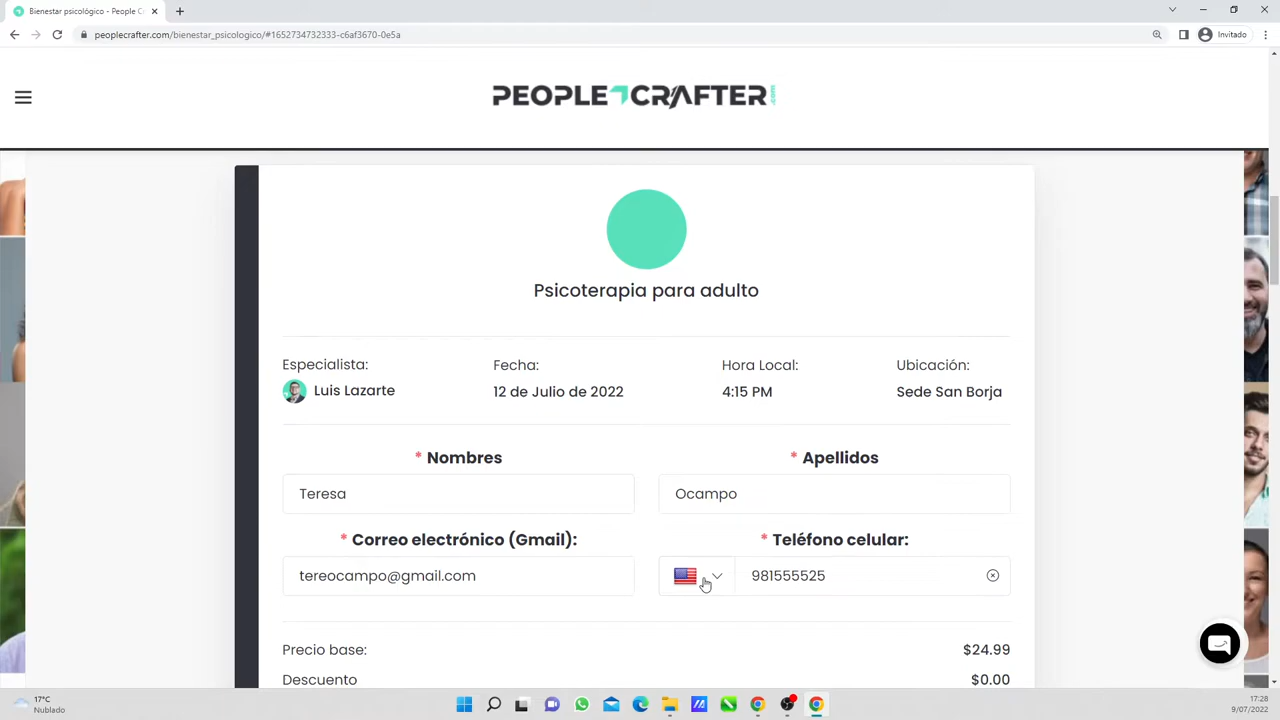 Bienestar psicológico - People C
peoplecrafter.com/bienestar_psicologico/#1652734732333-c6af3670-0e5a
Invitado
PEOPLE CRAFTER .com
Psicoterapia para adulto
Especialista: Fecha: Hora Local: Ubicación:
Luis Lazarte 12 de Julio de 2022 4:15 PM Sede San Borja
* Nombres * Apellidos
Teresa Ocampo
* Correo electrónico (Gmail): * Teléfono celular:
tereocampo@gmail.com 981555525
Precio base: $24.99
Descuento $0.00
17°C
Nublado
17:28
9/07/2022